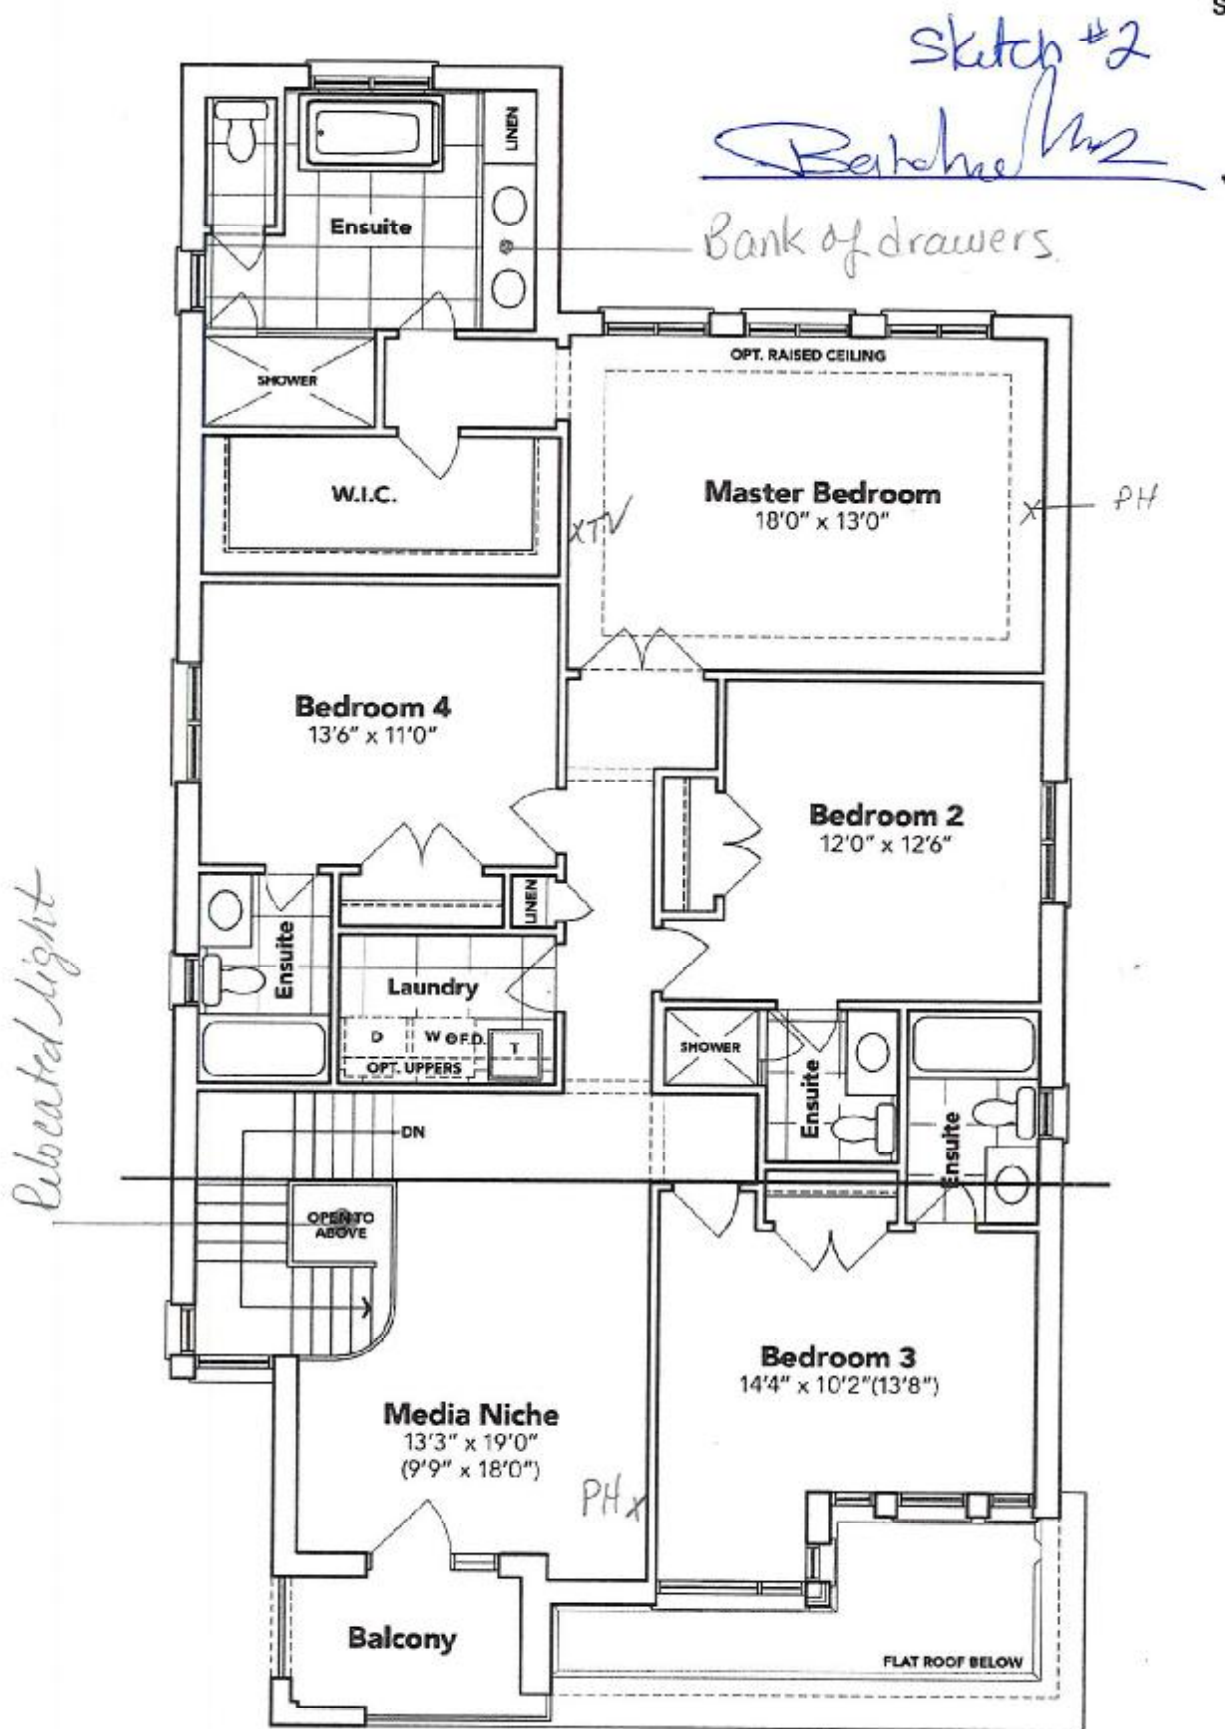 S
Sketch #2
LINEN
Ensuite
Bank of drawers.
OPT. RAISED CEILING
SHOWER
W.I.C.
Master Bedroom
18'0" x 13'0"
x PH
xTV
Bedroom 4
13'6" x 11'0"
Bedroom 2
12'0" x 12'6"
LINEN
Ensuite
Laundry
D W F.D. T
OPT. UPPERS
SHOWER
Ensuite
Ensuite
DN
Relocated light
OPEN TO
ABOVE
Bedroom 3
14'4" x 10'2"(13'8")
Media Niche
13'3" x 19'0"
(9'9" x 18'0")
PH x
Balcony
FLAT ROOF BELOW